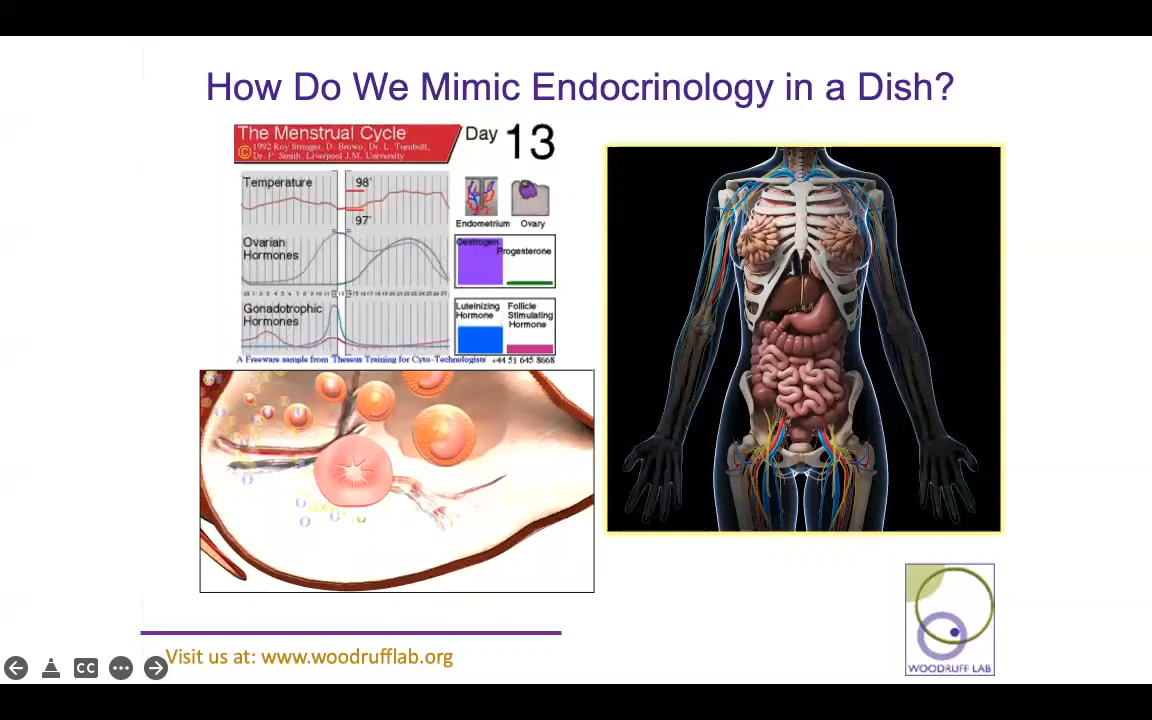 How Do We Mimic Endocrinology in a Dish?
The Menstrual Cycle
© 1992 Roy Stringer, D. Brown, Dr. L. Turnbull,
Dr. P. Smith, Liverpool J.M. University
Day 13
Temperature
98°
97°
Endometrium
Ovary
Ovarian
Hormones
Oestrogen
Progesterone
Gonadotrophic
Hormones
Luteinizing
Hormone
Follicle
Stimulating
Hormone
A Freeware sample from Theseus Training for Cyto-Technologists +44 51 645 8668
WOODRUFF LAB
Visit us at: www.woodrufflab.org
CC